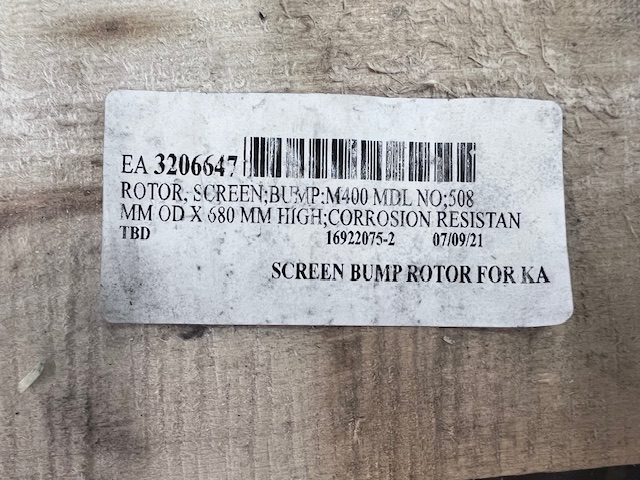 EA 3206647
ROTOR, SCREEN;BUMP;M400 MDL NO;508
MM OD X 680 MM HIGH;CORROSION RESISTAN
TBD 16922075-2 07/09/21
SCREEN BUMP ROTOR FOR KA